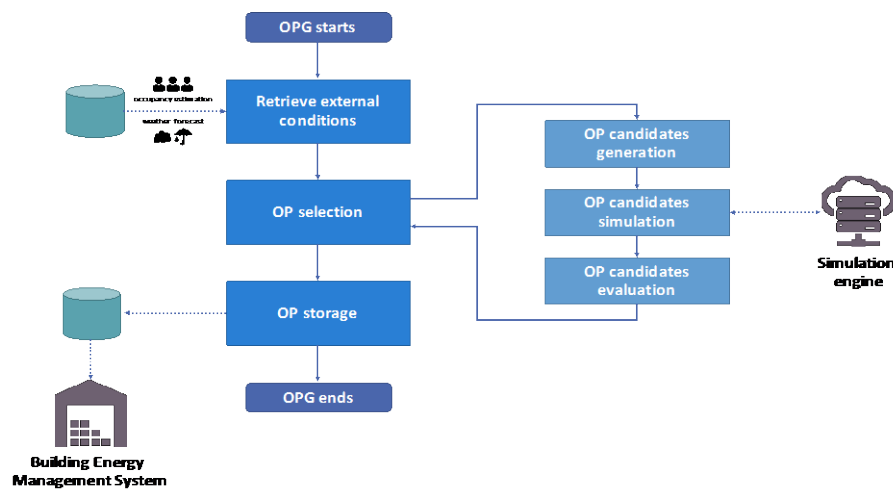 OPG starts
occupancy estimation
weather forecast
Retrieve external
conditions
OP selection
OP storage
OPG ends
OP candidates
generation
OP candidates
simulation
OP candidates
evaluation
Simulation
engine
Building Energy
Management System